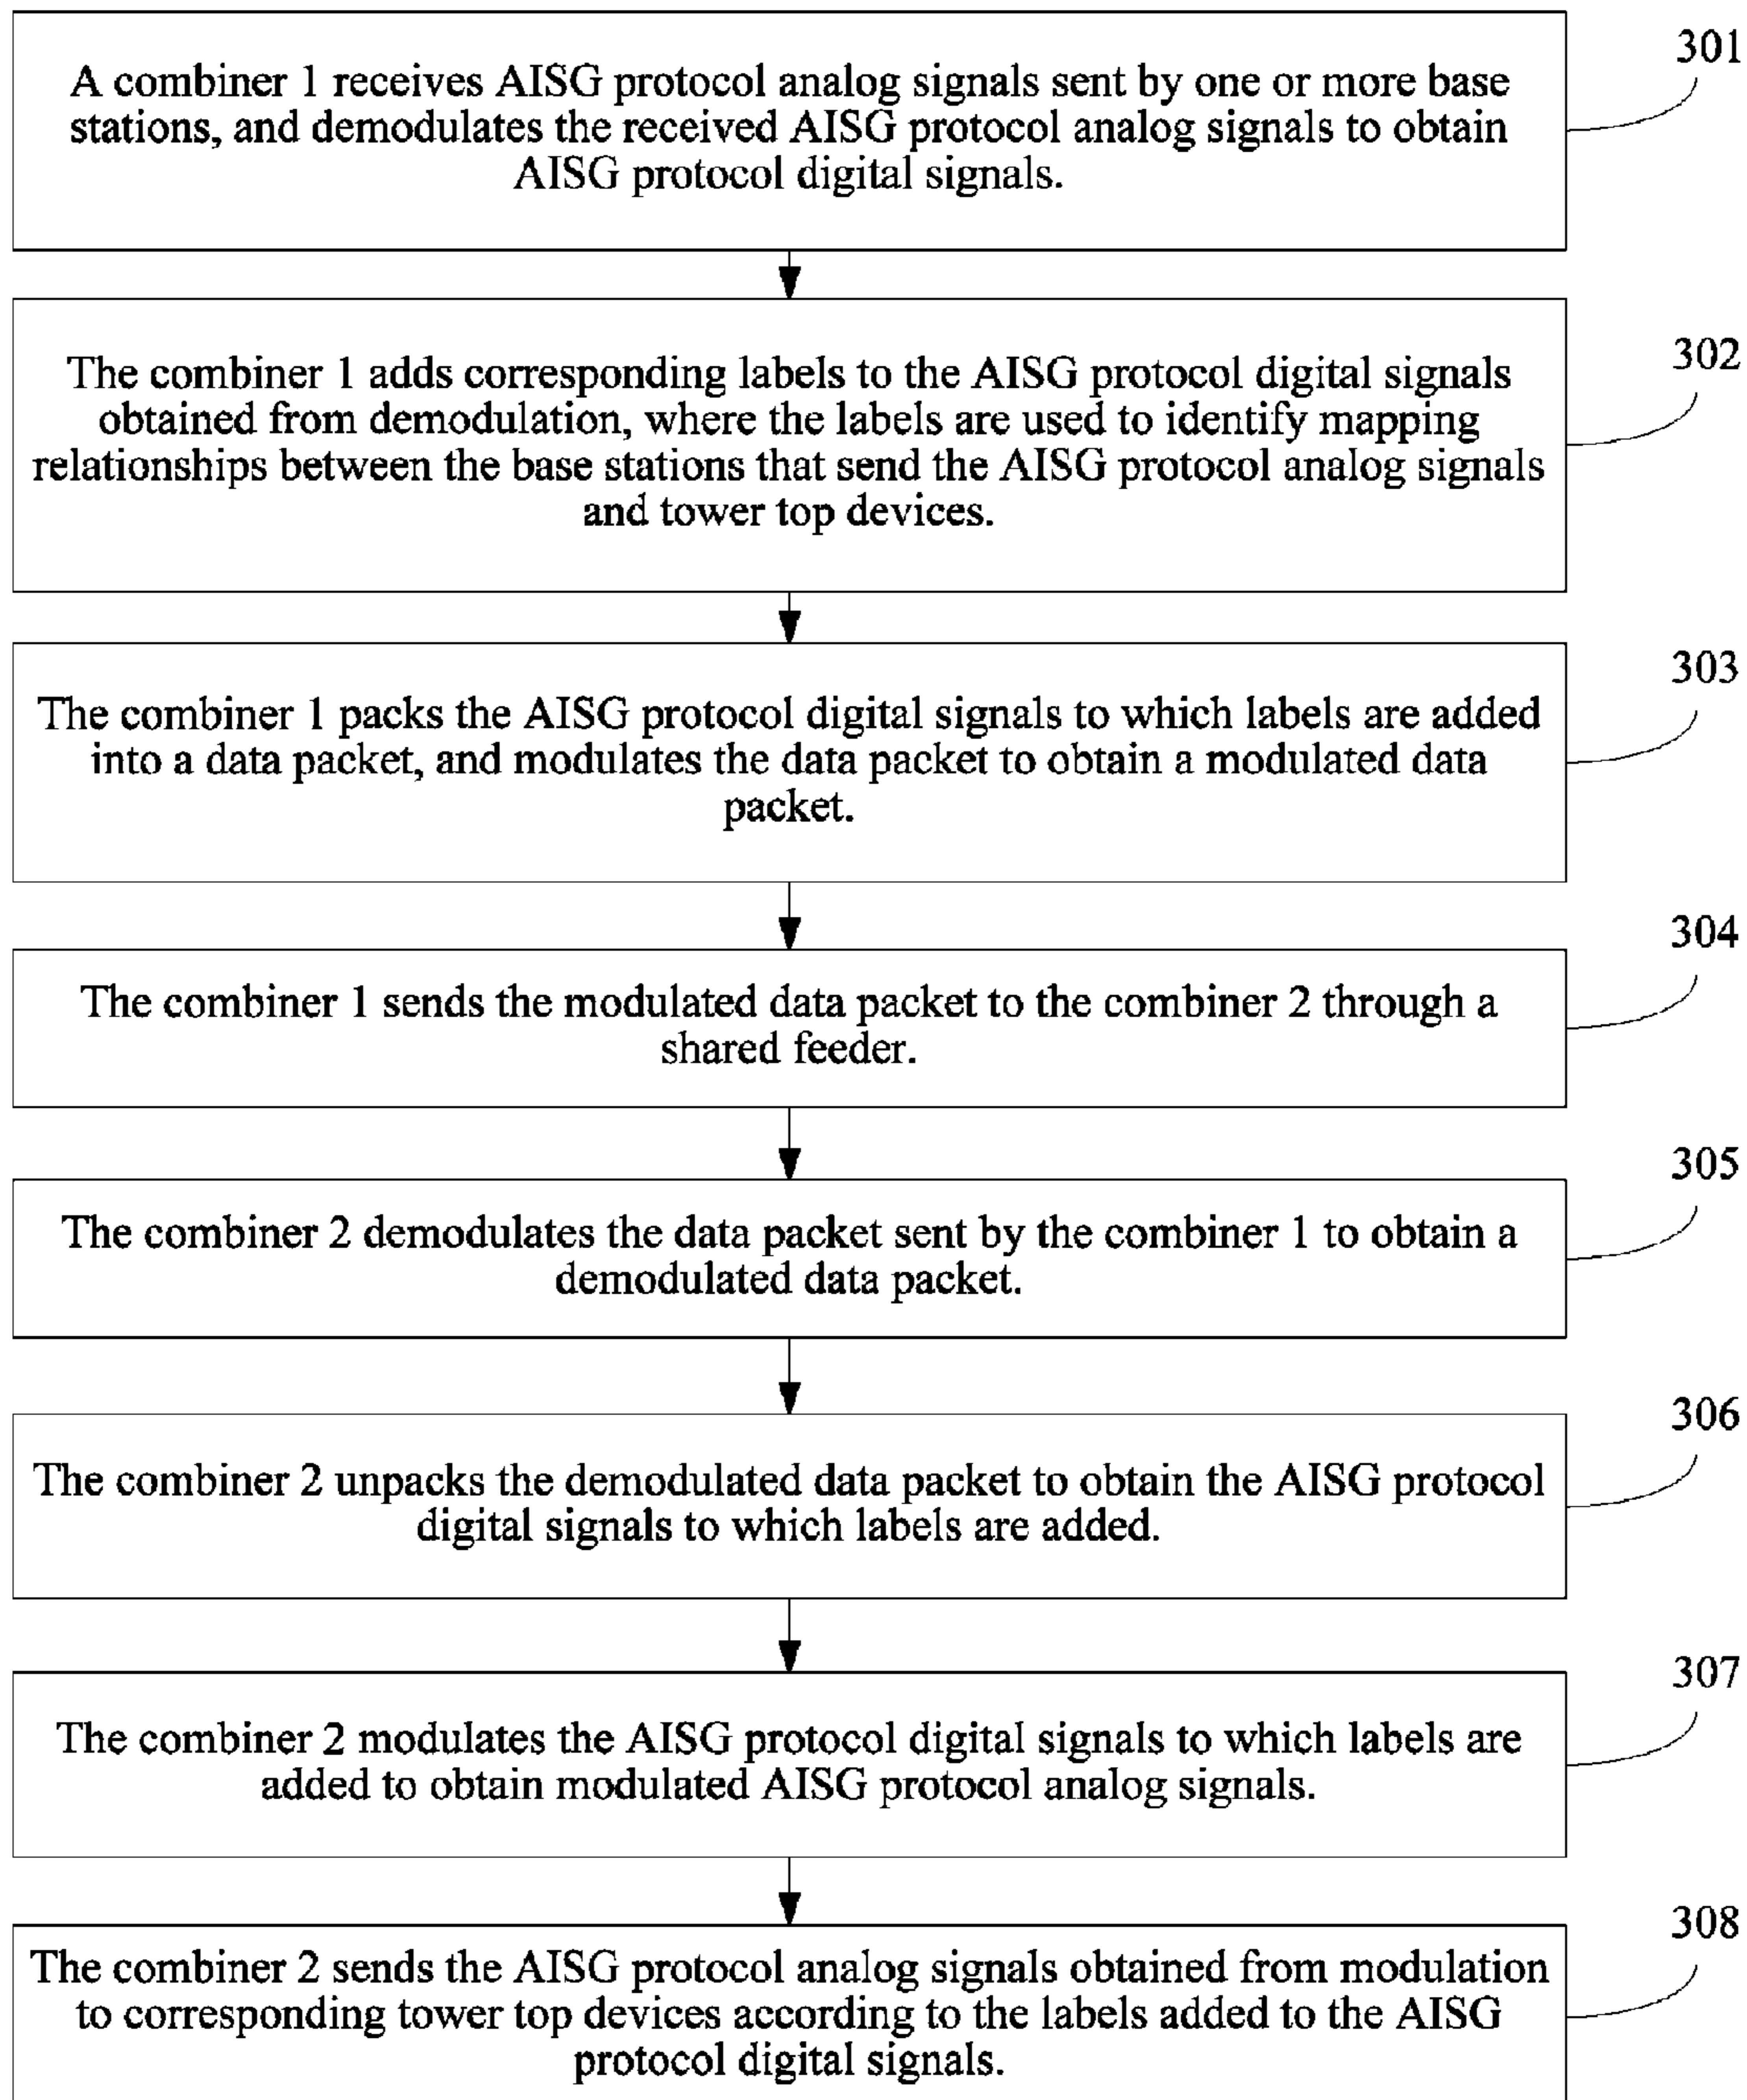 301
A combiner 1 receives AISG protocol analog signals sent by one or more base
stations, and demodulates the received AISG protocol analog signals to obtain
AISG protocol digital signals.
302
The combiner 1 adds corresponding labels to the AISG protocol digital signals
obtained from demodulation, where the labels are used to identify mapping
relationships between the base stations that send the AISG protocol analog signals
and tower top devices.
303
The combiner 1 packs the AISG protocol digital signals to which labels are added
into a data packet, and modulates the data packet to obtain a modulated data
packet.
304
The combiner 1 sends the modulated data packet to the combiner 2 through a
shared feeder.
305
The combiner 2 demodulates the data packet sent by the combiner 1 to obtain a
demodulated data packet.
306
The combiner 2 unpacks the demodulated data packet to obtain the AISG protocol
digital signals to which labels are added.
307
The combiner 2 modulates the AISG protocol digital signals to which labels are
added to obtain modulated AISG protocol analog signals.
308
The combiner 2 sends the AISG protocol analog signals obtained from modulation
to corresponding tower top devices according to the labels added to the AISG
protocol digital signals.